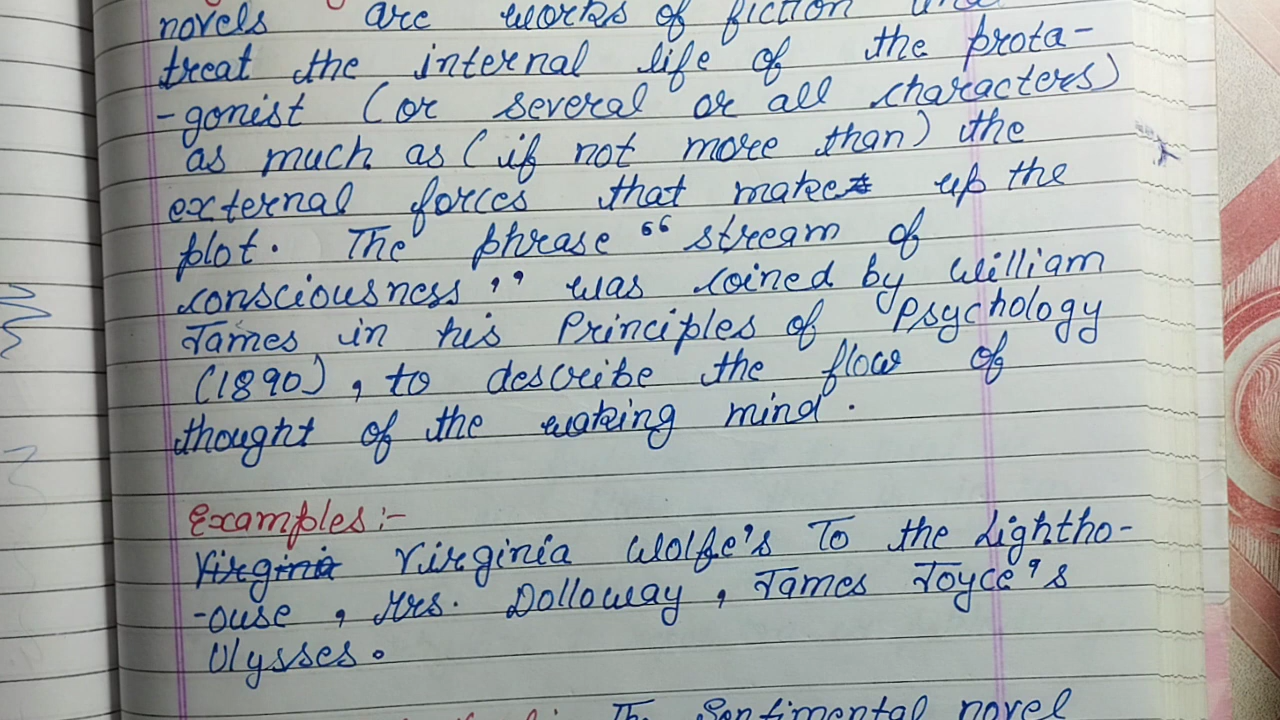 novels are works of fiction
treat the internal life of the prota-
-gonist (or several or all characters)
as much as (if not more than) the
external forces that make up the
plot. The phrase “stream of
consciousness” was coined by William
James in his Principles of Psychology
(1890), to describe the flow of
thought of the waking mind.
Examples:-
Virginia Virginia Wolfe's To the Lightho-
-ouse, Mrs. Dolloway, James Joyce's
Ulysses.
The Sentimental novel